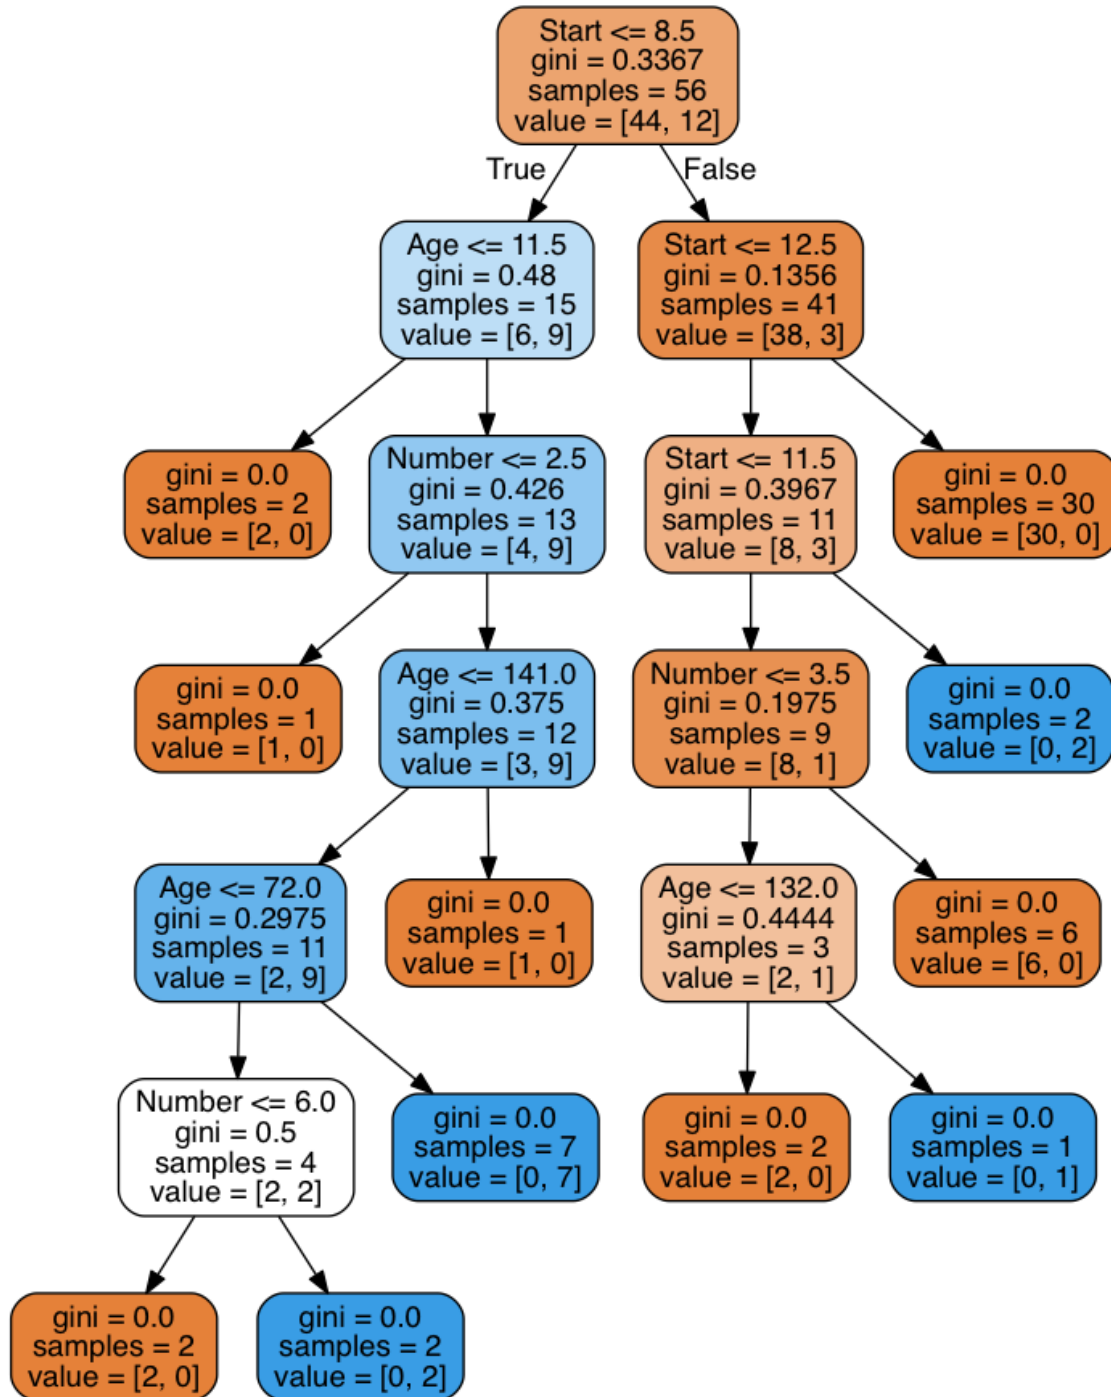 Start <= 8.5
gini = 0.3367
samples = 56
value = [44, 12]
True
False
Age <= 11.5
gini = 0.48
samples = 15
value = [6, 9]
Start <= 12.5
gini = 0.1356
samples = 41
value = [38, 3]
gini = 0.0
samples = 2
value = [2, 0]
Number <= 2.5
gini = 0.426
samples = 13
value = [4, 9]
Start <= 11.5
gini = 0.3967
samples = 11
value = [8, 3]
gini = 0.0
samples = 30
value = [30, 0]
gini = 0.0
samples = 1
value = [1, 0]
Age <= 141.0
gini = 0.375
samples = 12
value = [3, 9]
Number <= 3.5
gini = 0.1975
samples = 9
value = [8, 1]
gini = 0.0
samples = 2
value = [0, 2]
Age <= 72.0
gini = 0.2975
samples = 11
value = [2, 9]
gini = 0.0
samples = 1
value = [1, 0]
Age <= 132.0
gini = 0.4444
samples = 3
value = [2, 1]
gini = 0.0
samples = 6
value = [6, 0]
Number <= 6.0
gini = 0.5
samples = 4
value = [2, 2]
gini = 0.0
samples = 7
value = [0, 7]
gini = 0.0
samples = 2
value = [2, 0]
gini = 0.0
samples = 1
value = [0, 1]
gini = 0.0
samples = 2
value = [2, 0]
gini = 0.0
samples = 2
value = [0, 2]